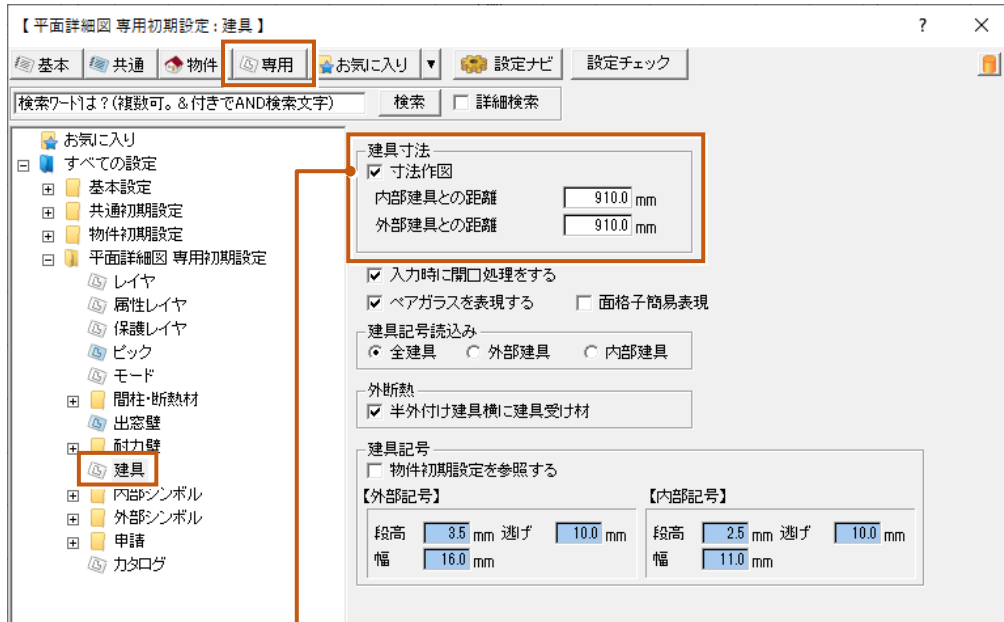 【 平面詳細図 専用初期設定 : 建具 】 ? ×
基本 共通 物件 専用 お気に入り ▼ 設定ナビ 設定チェック
検索ワードは？(複数可。＆付きでAND検索文字) 検索 詳細検索
お気に入り
すべての設定
基本設定
共通初期設定
物件初期設定
平面詳細図 専用初期設定
レイヤ
属性レイヤ
保護レイヤ
ピック
モード
間柱・断熱材
出窓壁
耐力壁
建具
内部シンボル
外部シンボル
申請
カタログ
建具寸法
寸法作図
内部建具との距離 910.0 mm
外部建具との距離 910.0 mm
入力時に開口処理をする
ペアガラスを表現する 面格子簡易表現
建具記号読込み
全建具 外部建具 内部建具
外断熱
半外付け建具横に建具受け材
建具記号
物件初期設定を参照する
【外部記号】 【内部記号】
段高 3.5 mm 逃げ 10.0 mm 段高 2.5 mm 逃げ 10.0 mm
幅 16.0 mm 幅 11.0 mm